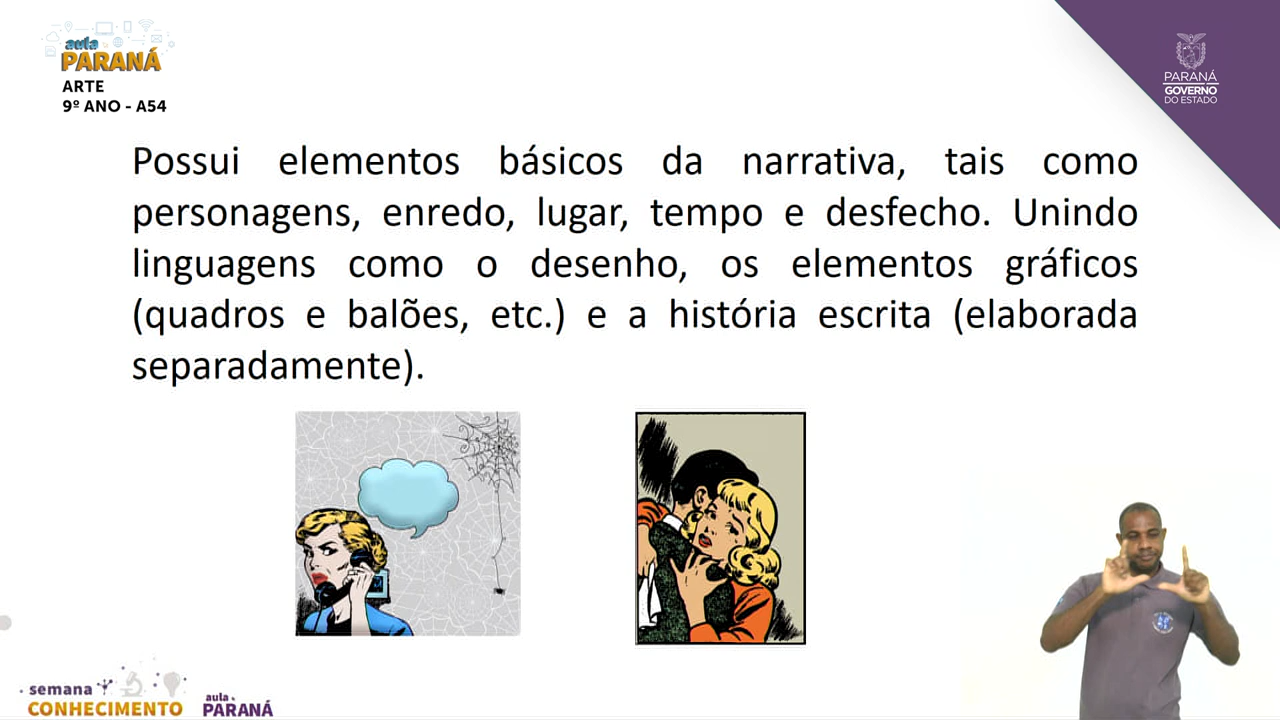 aula
PARANÁ
ARTE
9º ANO - A54
PARANÁ
GOVERNO
DO ESTADO
Possui elementos básicos da narrativa, tais como
personagens, enredo, lugar, tempo e desfecho. Unindo
linguagens como o desenho, os elementos gráficos
(quadros e balões, etc.) e a história escrita (elaborada
separadamente).
semana
CONHECIMENTO
aula
PARANÁ